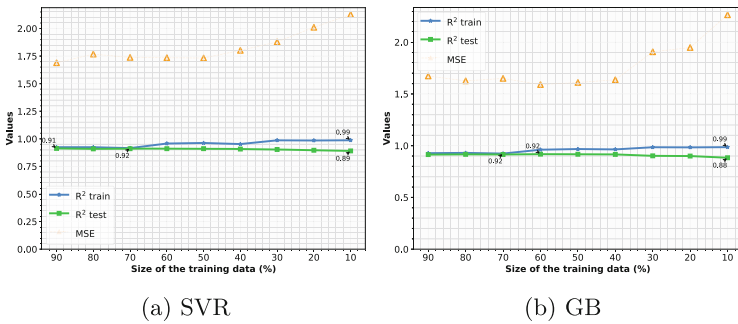 2.00
1.75
1.50
1.25
1.00
0.75
0.50
0.25
0.00
Values
0.91
0.92
0.99
0.89
R² train
R² test
MSE
90 80 70 60 50 40 30 20 10
Size of the training data (%)
(a) SVR
2.0
1.5
1.0
0.5
0.0
Values
R² train
R² test
MSE
0.92
0.92
0.99
0.88
90 80 70 60 50 40 30 20 10
Size of the training data (%)
(b) GB